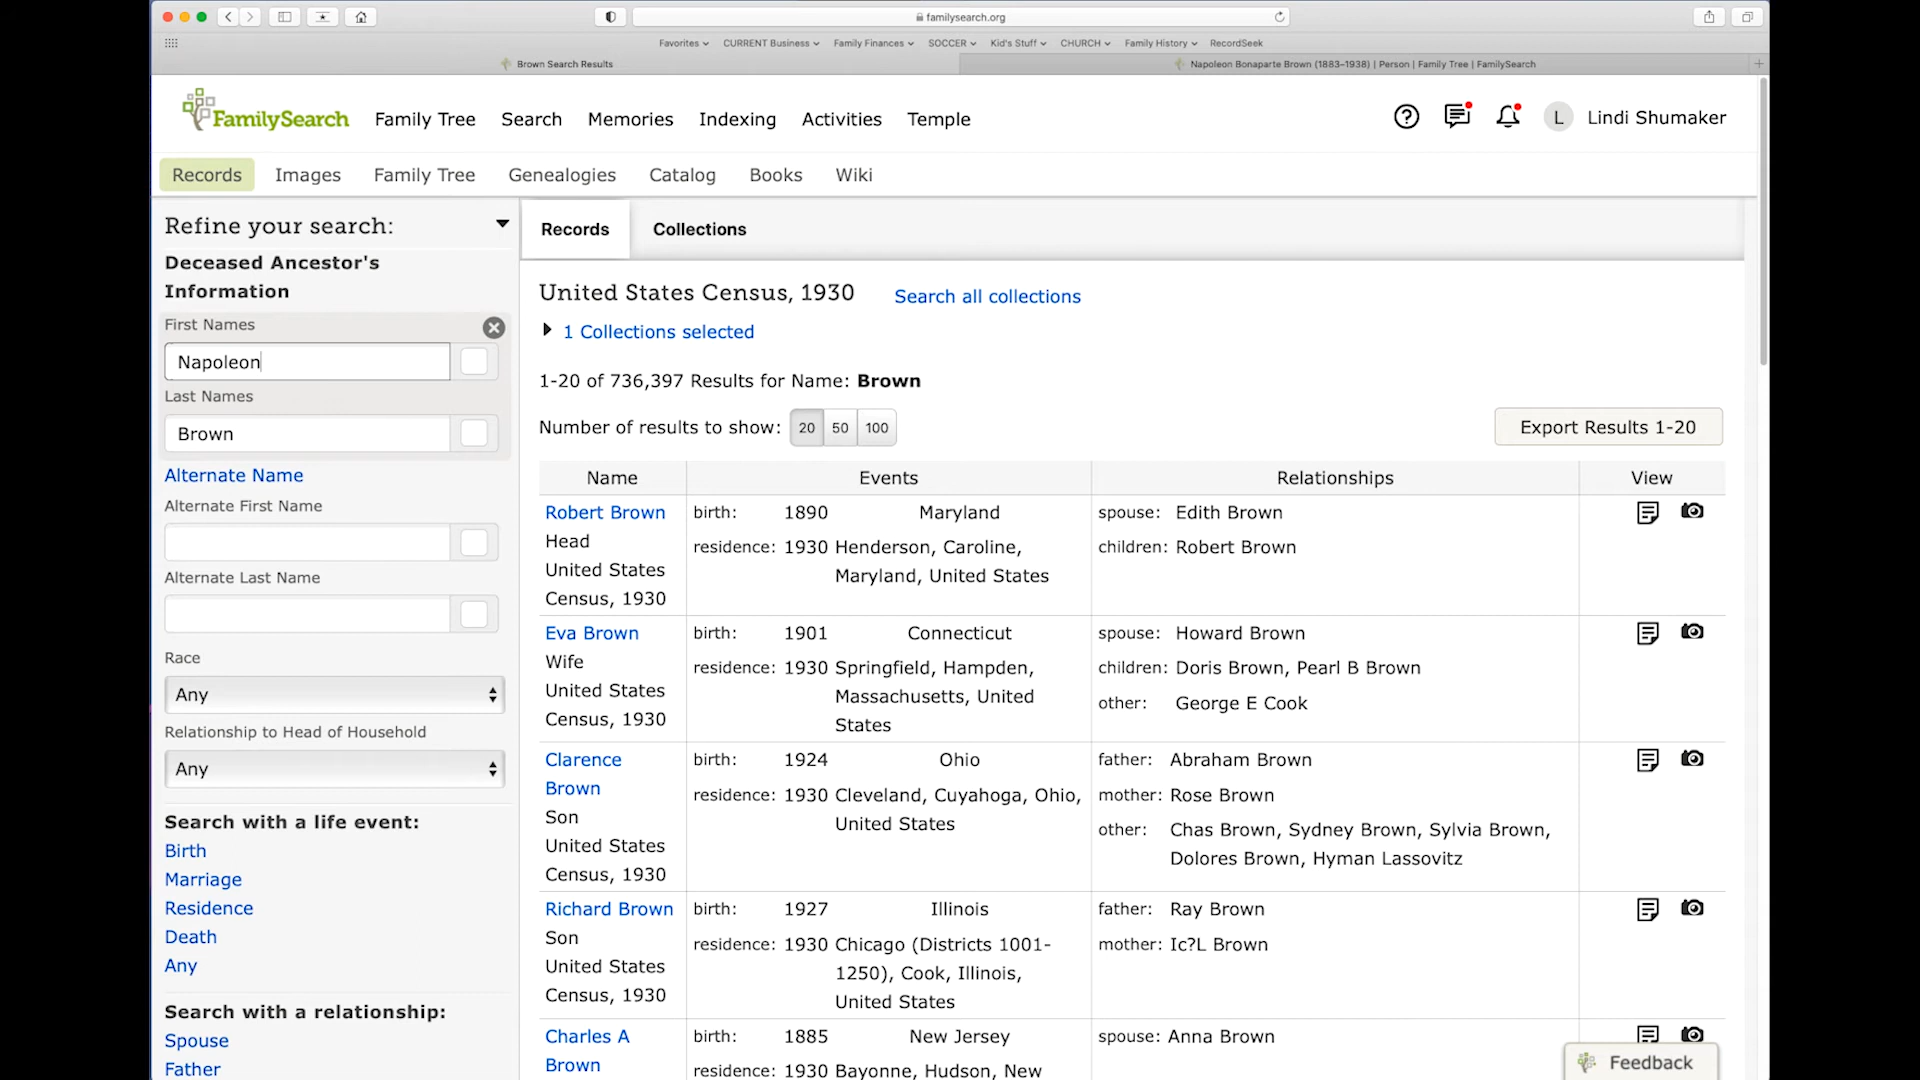 familysearch.org
Favorites CURRENT Business Family Finances SOCCER Kid's Stuff CHURCH Family History RecordSeek
Brown Search Results
Napoleon Bonaparte Brown (1883–1938) | Person | Family Tree | FamilySearch
FamilySearch Family Tree Search Memories Indexing Activities Temple
L Lindi Shumaker
Records Images Family Tree Genealogies Catalog Books Wiki
Refine your search:
Deceased Ancestor's
Information
First Names
Napoleon
Last Names
Brown
Alternate Name
Alternate First Name
Alternate Last Name
Race
Any
Relationship to Head of Household
Any
Search with a life event:
Birth
Marriage
Residence
Death
Any
Search with a relationship:
Spouse
Father
Records Collections
United States Census, 1930 Search all collections
1 Collections selected
1-20 of 736,397 Results for Name: Brown
Number of results to show: 20 50 100
Export Results 1-20
Name Events Relationships View
Robert Brown birth: 1890 Maryland spouse: Edith Brown
Head residence: 1930 Henderson, Caroline, children: Robert Brown
United States Maryland, United States
Census, 1930
Eva Brown birth: 1901 Connecticut spouse: Howard Brown
Wife residence: 1930 Springfield, Hampden, children: Doris Brown, Pearl B Brown
United States Massachusetts, United other: George E Cook
Census, 1930 States
Clarence birth: 1924 Ohio father: Abraham Brown
Brown residence: 1930 Cleveland, Cuyahoga, Ohio, mother: Rose Brown
Son United States other: Chas Brown, Sydney Brown, Sylvia Brown,
United States Dolores Brown, Hyman Lassovitz
Census, 1930
Richard Brown birth: 1927 Illinois father: Ray Brown
Son residence: 1930 Chicago (Districts 1001- mother: Ic?L Brown
United States 1250), Cook, Illinois,
Census, 1930 United States
Charles A birth: 1885 New Jersey spouse: Anna Brown
Brown residence: 1930 Bayonne, Hudson, New
Feedback